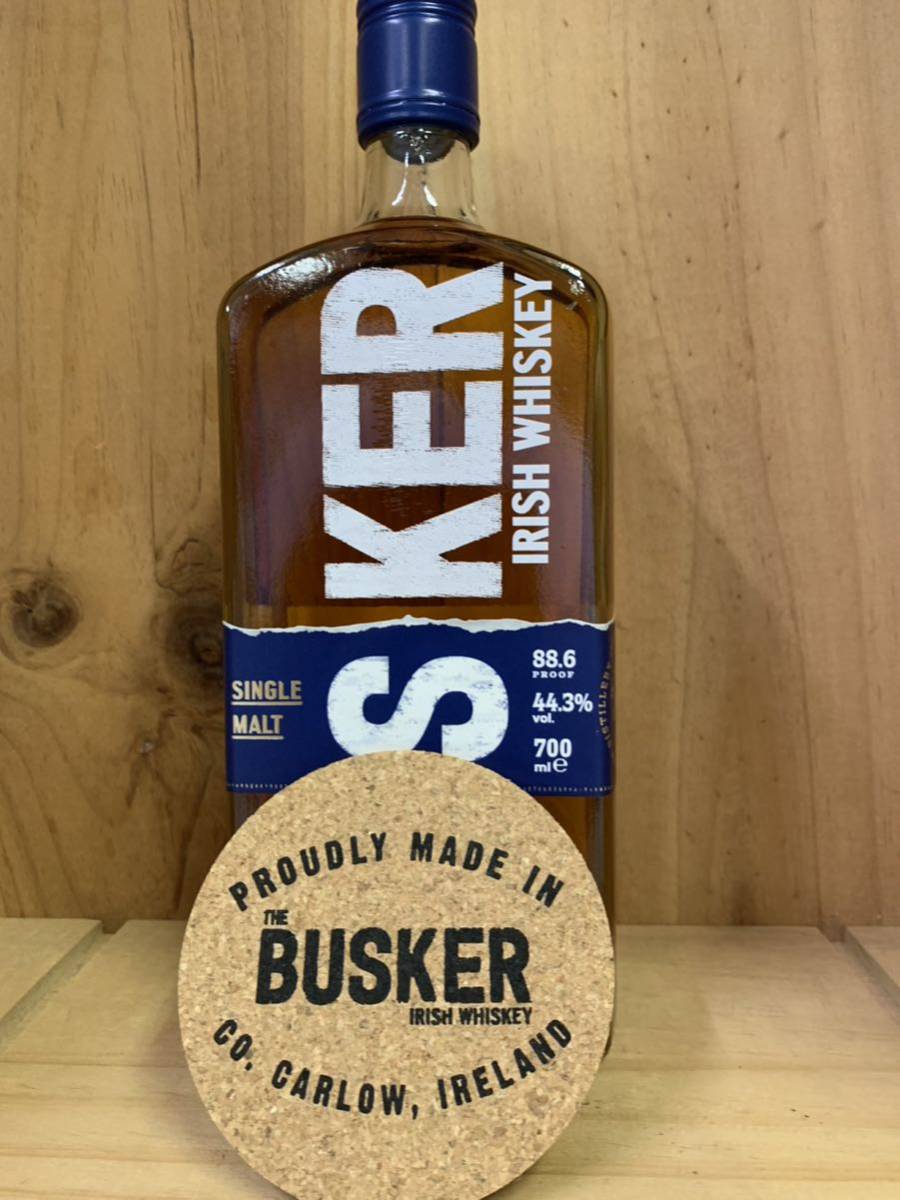 SKER
IRISH WHISKEY
SINGLE
MALT
88.6
PROOF
44.3%
vol.
700
ml e
PROUDLY MADE IN
THE
BUSKER
IRISH WHISKEY
CO. CARLOW, IRELAND